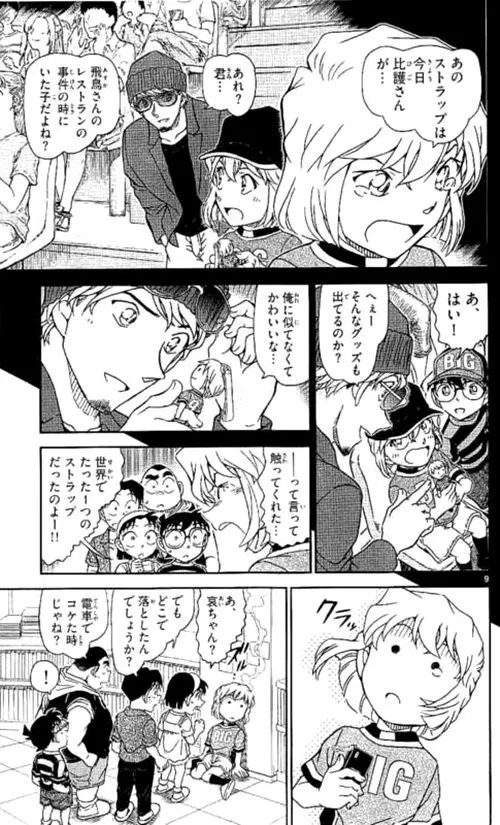 あの
ストラップは
今日
比護さん
が…
あれ?
君…
飛鳥さんの
レストランの
事件の時に
いた子だよね?
あ、
はい!
へぇー
そんなグッズも
出てるのか?
BIG
俺に似てなくて
かわいいな…
ーって言って
触ってくれた…
世界で
たった一つの
ストラップ
だったのよー!!
9
クラ…
BIG
あ、
哀ちゃん?
でも
どこで
落としたん
でしょうか?
電車で
コケた時
じゃね?
!
BIG